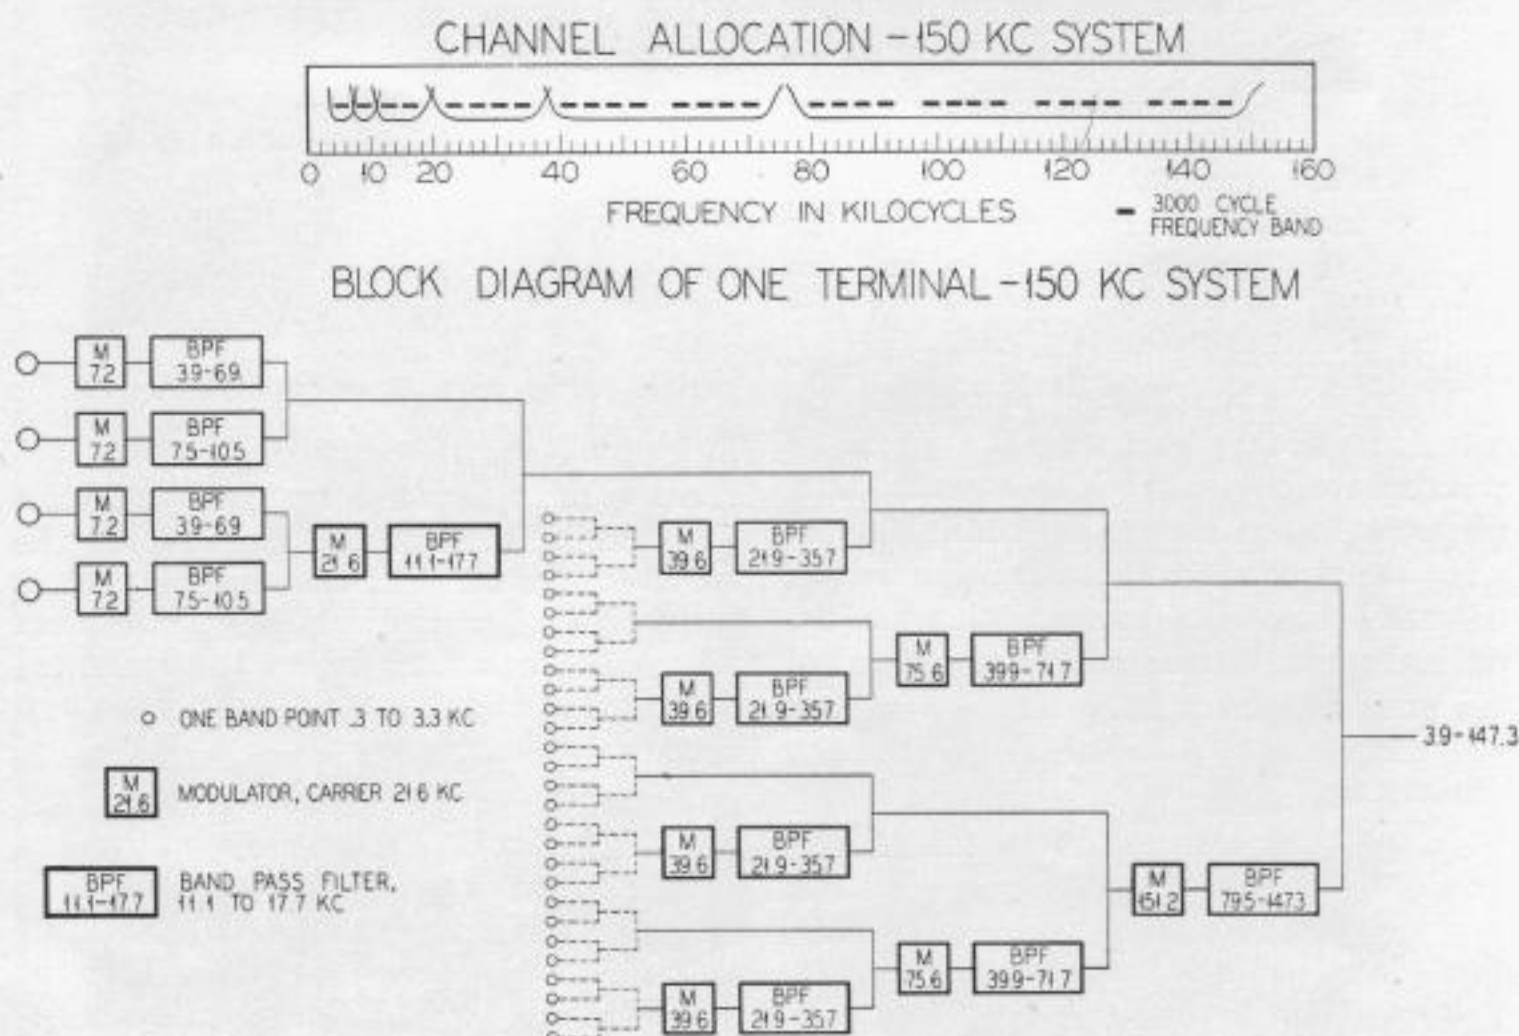 CHANNEL ALLOCATION - 150 KC SYSTEM
0 10 20 40 60 80 100 120 140 160
FREQUENCY IN KILOCYCLES
3000 CYCLE
FREQUENCY BAND
BLOCK DIAGRAM OF ONE TERMINAL - 150 KC SYSTEM
M
7.2
BPF
3.9-6.9
M
7.2
BPF
7.5-10.5
M
7.2
BPF
3.9-6.9
M
7.2
BPF
7.5-10.5
M
21.6
BPF
11.1-17.7
M
39.6
BPF
21.9-35.7
M
39.6
BPF
21.9-35.7
M
75.6
BPF
39.9-71.7
M
39.6
BPF
21.9-35.7
M
39.6
BPF
21.9-35.7
M
75.6
BPF
39.9-71.7
M
151.2
BPF
79.5-147.3
3.9-147.3
ONE BAND POINT .3 TO 3.3 KC
M
21.6
MODULATOR, CARRIER 21.6 KC
BPF
11.1-17.7
BAND PASS FILTER,
11.1 TO 17.7 KC